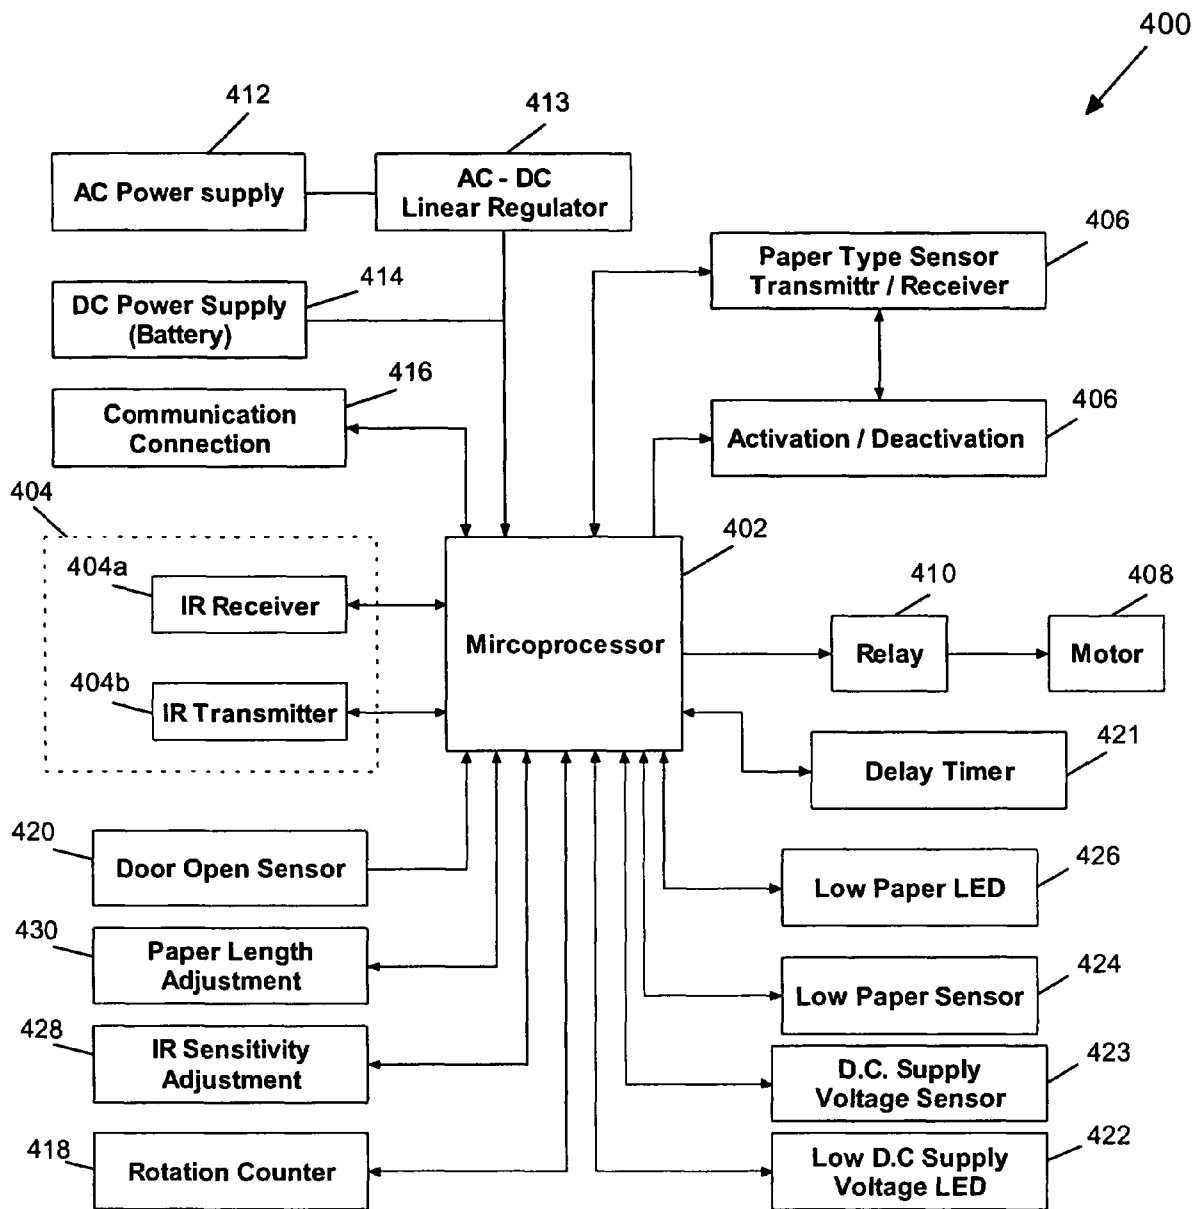 400
412
413
AC Power supply
AC - DC
Linear Regulator
406
Paper Type Sensor
Transmittr / Receiver
414
DC Power Supply
(Battery)
416
Communication
Connection
406
Activation / Deactivation
404
404a
IR Receiver
404b
IR Transmitter
402
Mircoprocessor
410
Relay
408
Motor
421
Delay Timer
420
Door Open Sensor
426
Low Paper LED
430
Paper Length
Adjustment
424
Low Paper Sensor
428
IR Sensitivity
Adjustment
423
D.C. Supply
Voltage Sensor
418
Rotation Counter
422
Low D.C Supply
Voltage LED